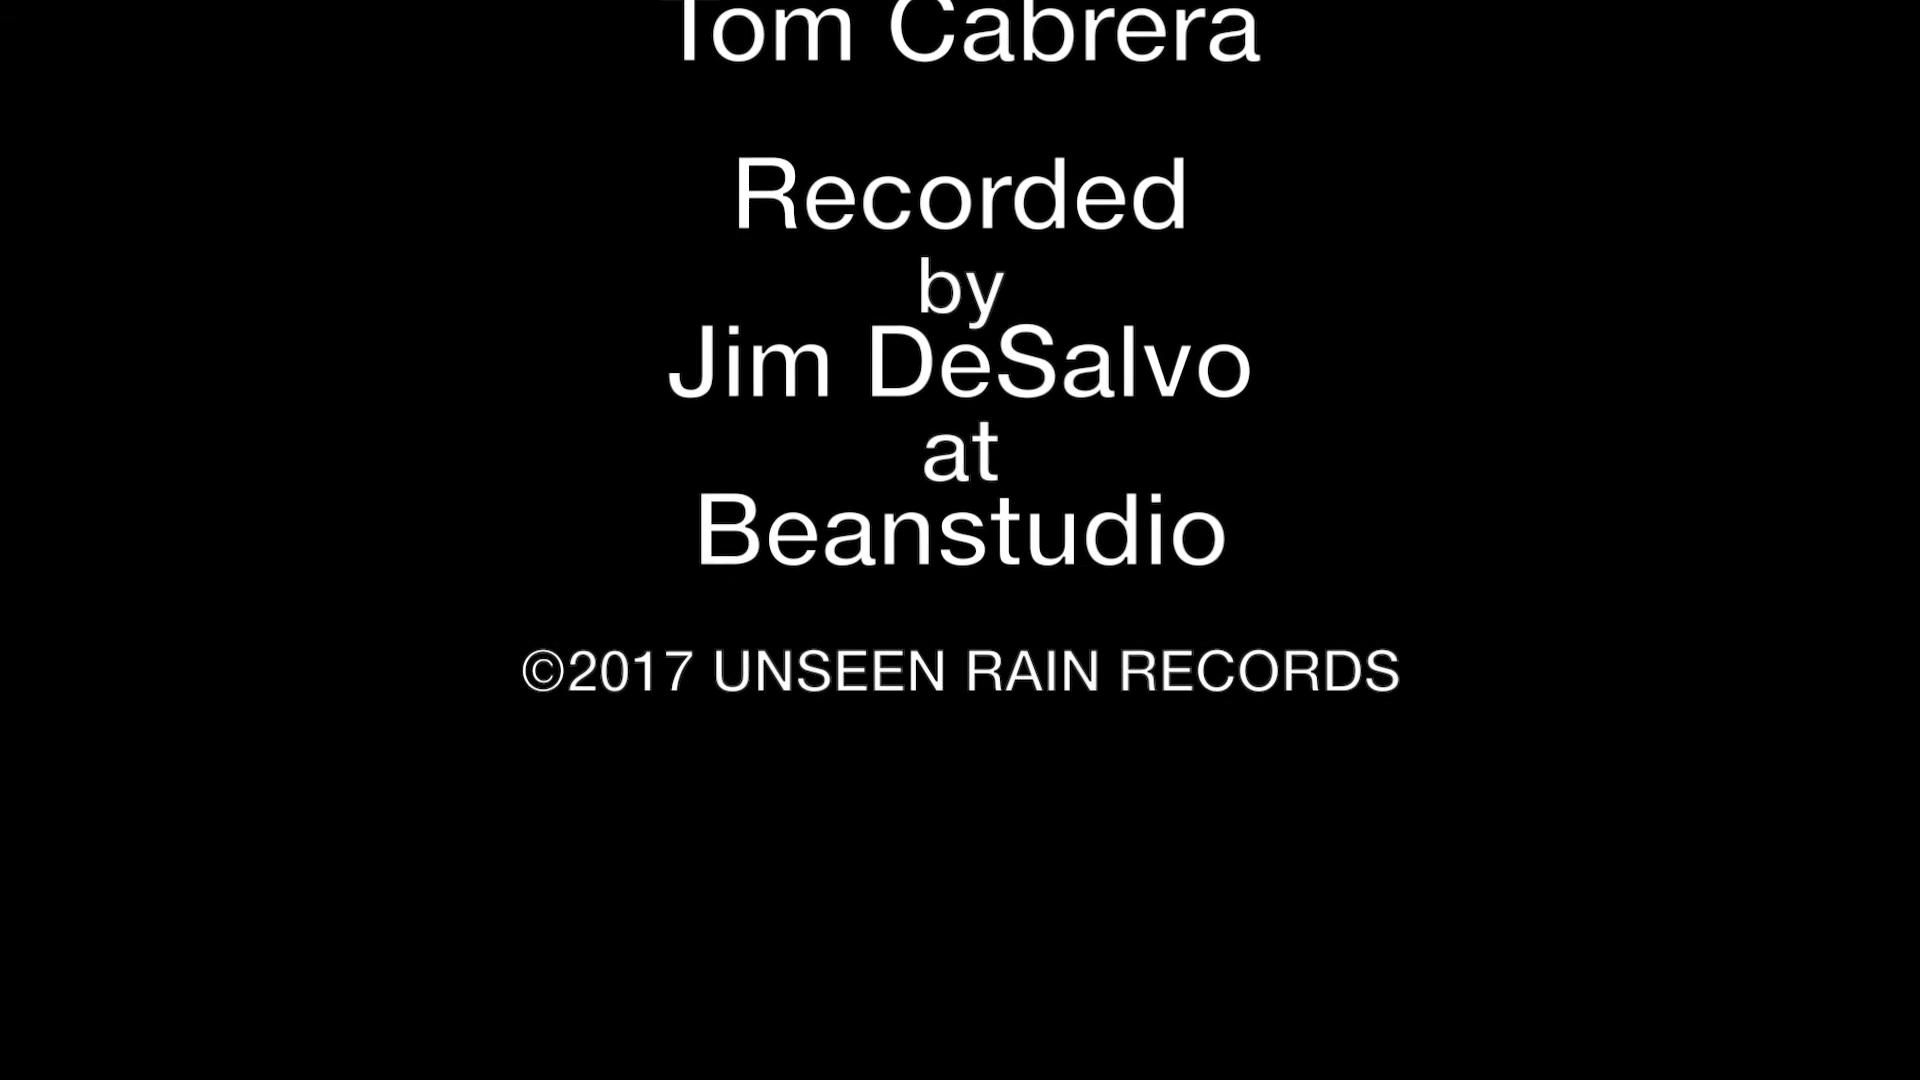 Tom Cabrera
Recorded
by
Jim DeSalvo
at
Beanstudio
©2017 UNSEEN RAIN RECORDS